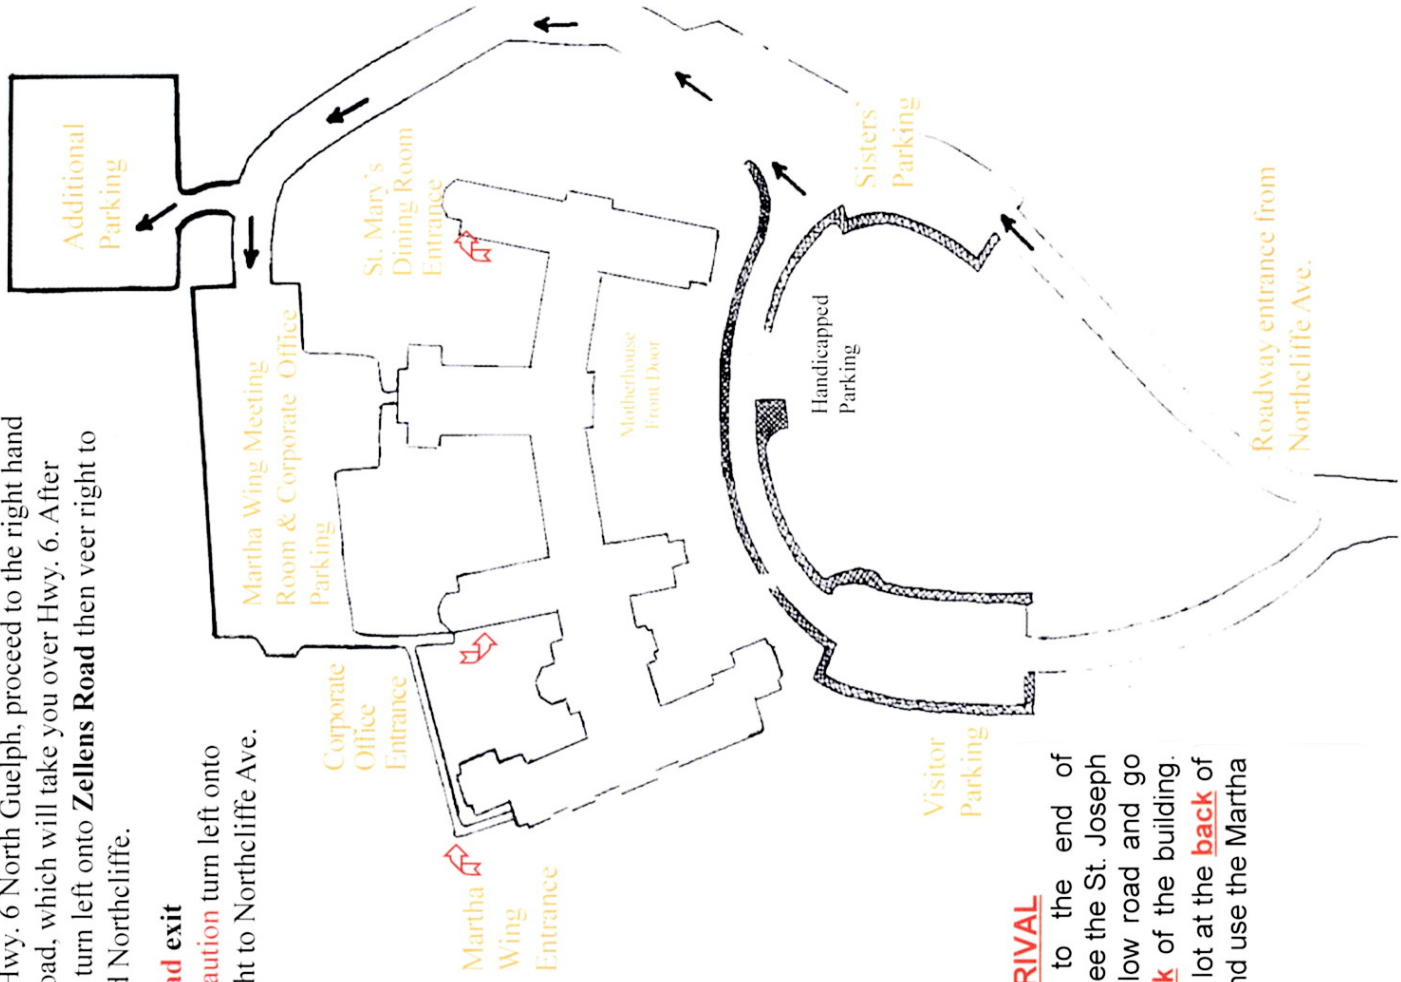 Hwy. 6 North Guelph, proceed to the right hand
oad, which will take you over Hwy. 6. After
turn left onto Zellens Road then veer right to
d Northcliffe.
ad exit
aution turn left onto
ht to Northcliffe Ave.
Additional
Parking
St. Mary's
Dining Room
Entrance
Sisters'
Parking
Martha Wing Meeting
Room & Corporate Office
Parking
Motherhouse
Front Door
Handicapped
Parking
Roadway entrance from
Northcliffe Ave.
Corporate
Office
Entrance
Visitor
Parking
Martha
Wing
Entrance
RIVAL
to the end of
ee the St. Joseph
low road and go
k of the building.
lot at the back of
nd use the Martha